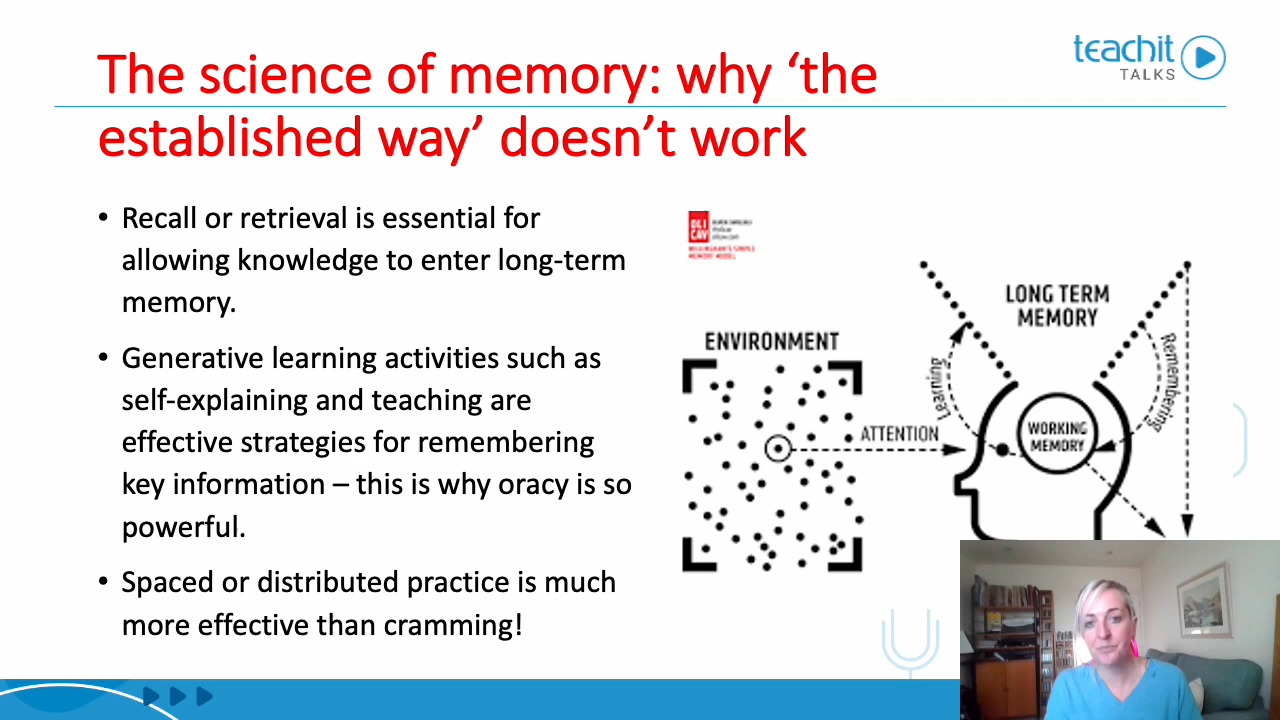 The science of memory: why ‘the
established way’ doesn’t work
teachit
TALKS
• Recall or retrieval is essential for
allowing knowledge to enter long-term
memory.
• Generative learning activities such as
self-explaining and teaching are
effective strategies for remembering
key information – this is why oracy is so
powerful.
• Spaced or distributed practice is much
more effective than cramming!
OLI
CAV
ENVIRONMENT
ATTENTION
Learning
LONG TERM
MEMORY
Remembering
WORKING
MEMORY